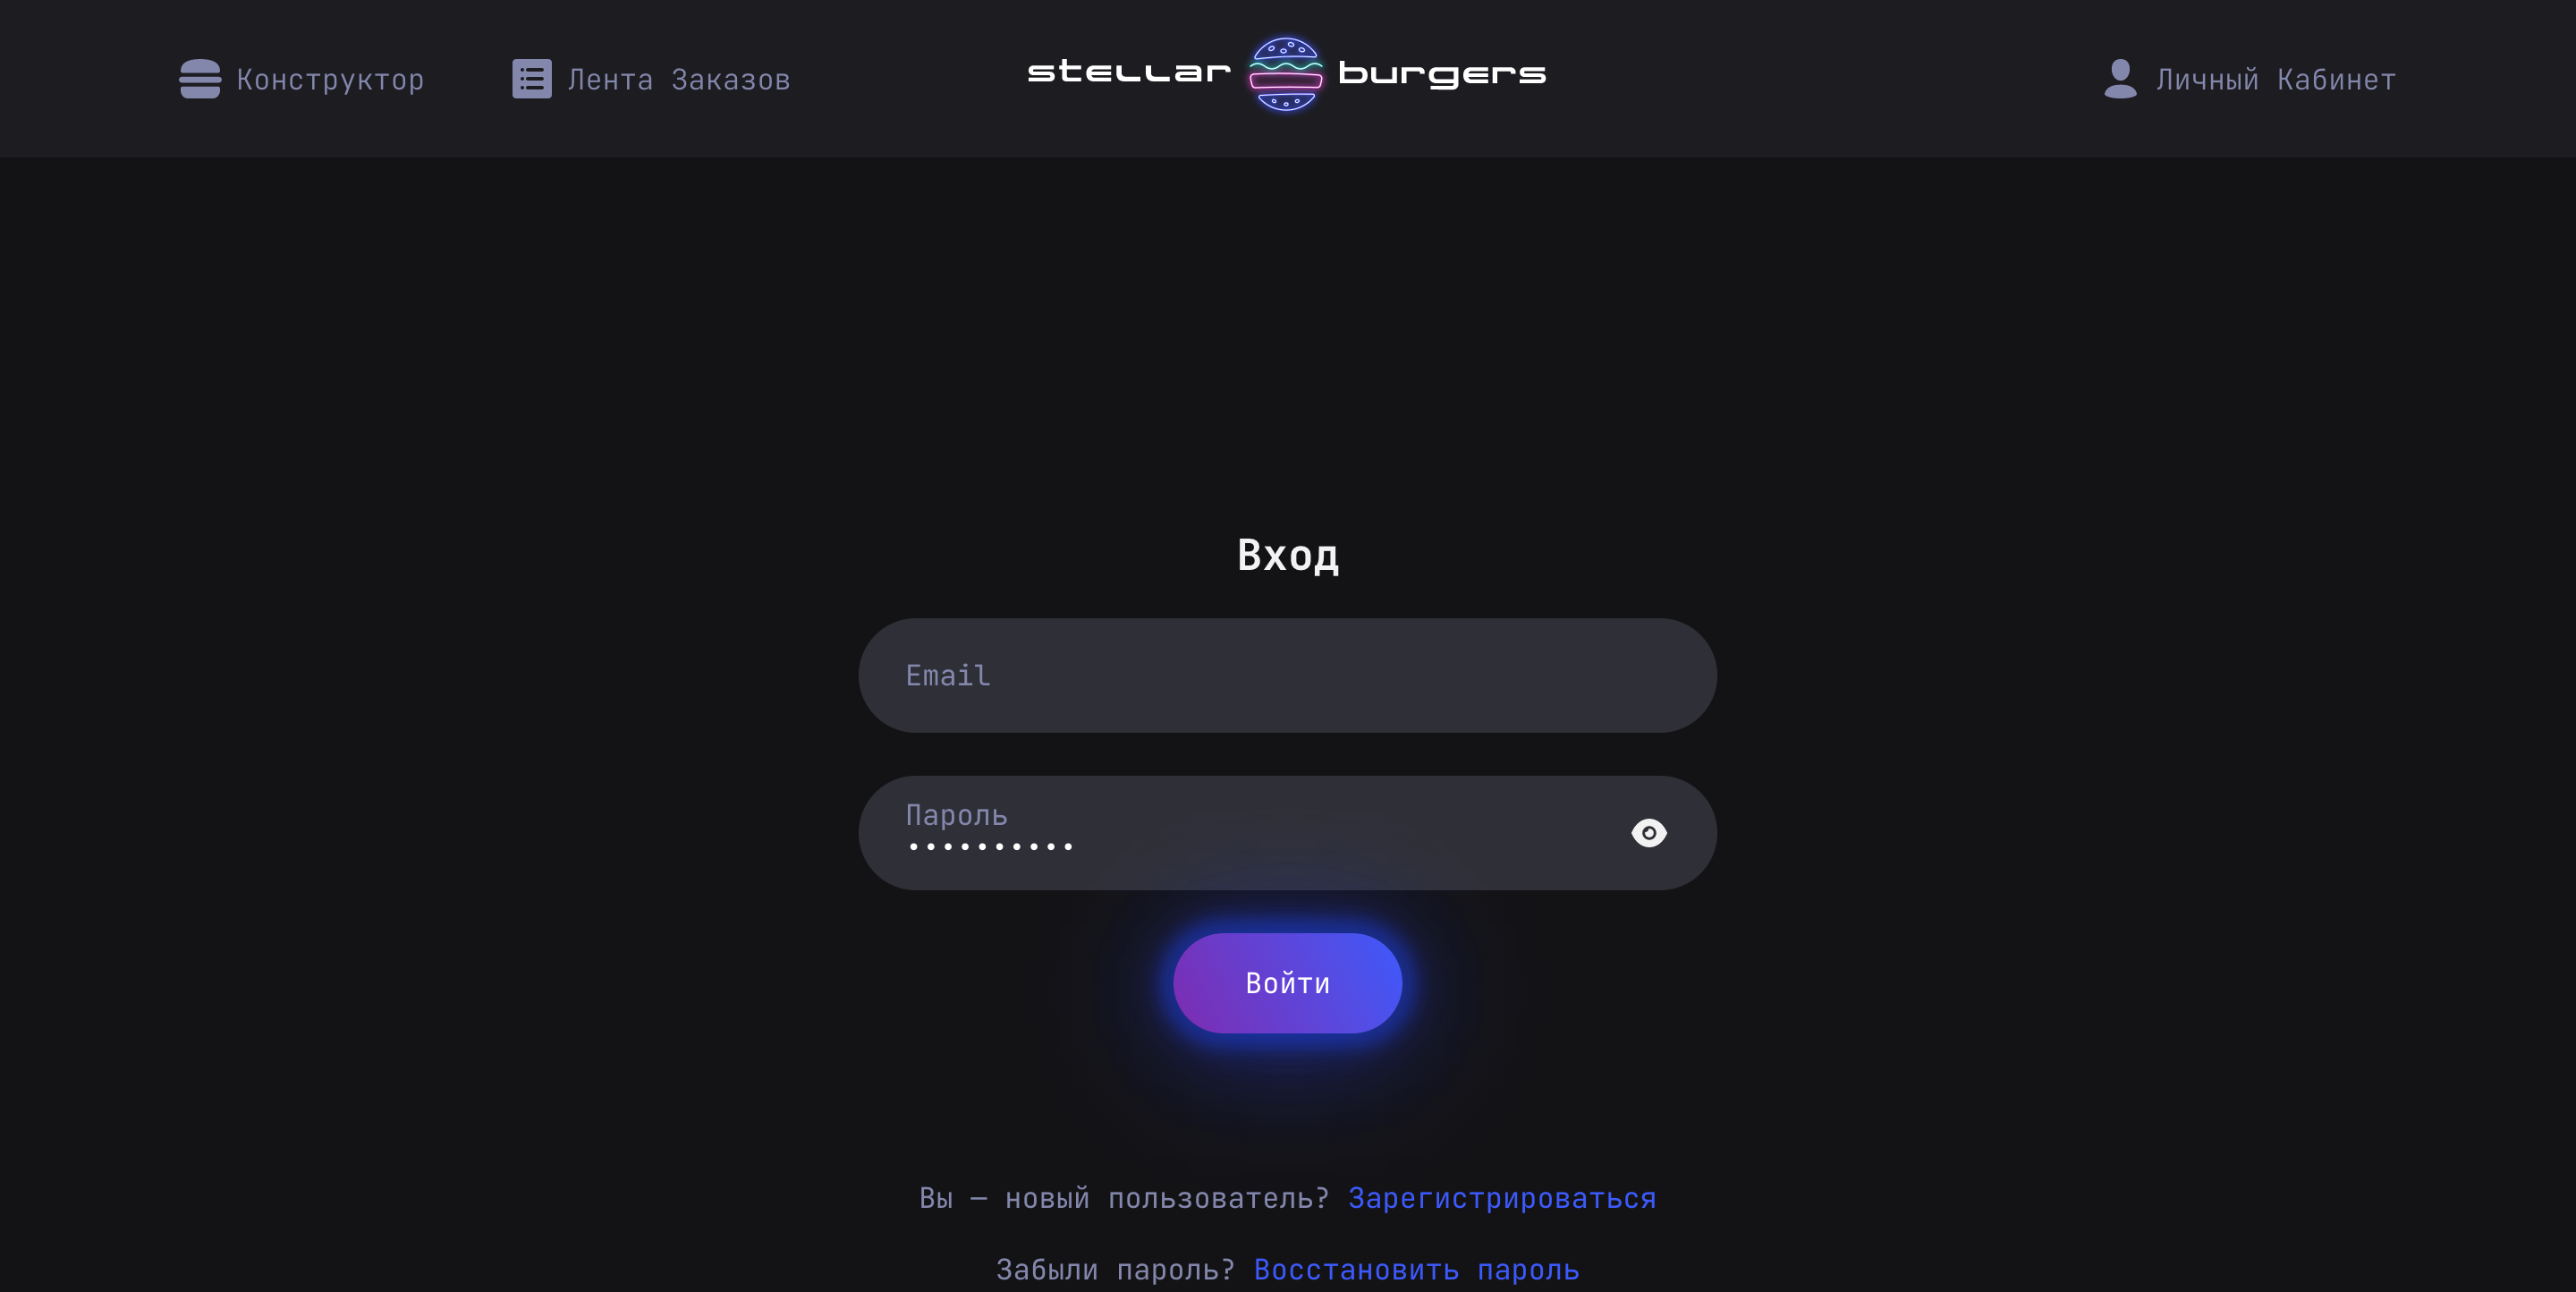 Конструктор
Лента Заказов
stellar burgers
Личный Кабинет
Вход
Email
Пароль
••••••••••
Войти
Вы — новый пользователь? Зарегистрироваться
Забыли пароль? Восстановить пароль